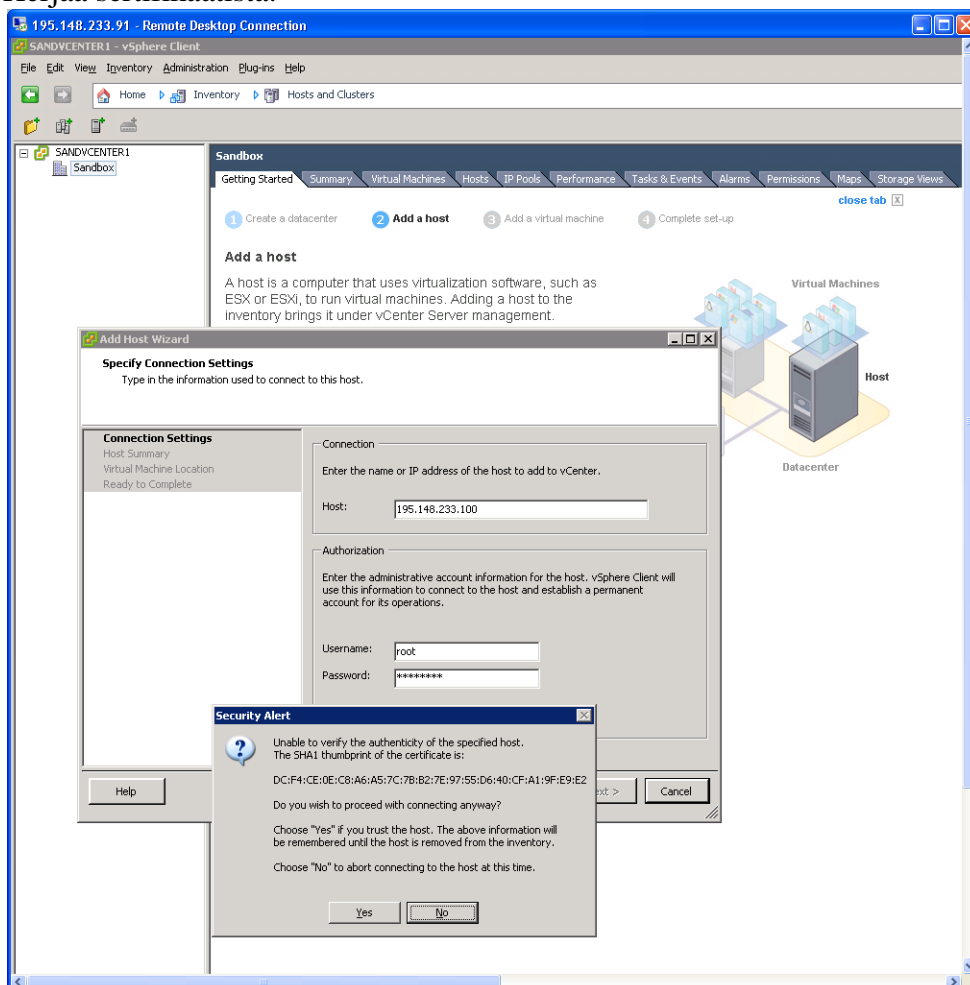 195.148.233.91 - Remote Desktop Connection
SANDVCENTER1 - vSphere Client
File Edit View Inventory Administration Plug-ins Help
Home Inventory Hosts and Clusters
SANDVCENTER1
Sandbox
Sandbox
Getting Started Summary Virtual Machines Hosts IP Pools Performance Tasks & Events Alarms Permissions Maps Storage Views
close tab X
1 Create a datacenter 2 Add a host 3 Add a virtual machine 4 Complete set-up
Add a host
A host is a computer that uses virtualization software, such as
ESX or ESXi, to run virtual machines. Adding a host to the
inventory brings it under vCenter Server management.
Virtual Machines
Host
Datacenter
Add Host Wizard
Specify Connection Settings
Type in the information used to connect to this host.
Connection Settings
Host Summary
Virtual Machine Location
Ready to Complete
Connection
Enter the name or IP address of the host to add to vCenter.
Host: 195.148.233.100
Authorization
Enter the administrative account information for the host. vSphere Client will
use this information to connect to the host and establish a permanent
account for its operations.
Username: root
Password: ********
Help
Cancel
Security Alert
Unable to verify the authenticity of the specified host.
The SHA1 thumbprint of the certificate is:
DC:F4:CE:0E:C8:A6:A5:7C:7B:B2:7E:97:55:D6:40:CF:A1:9F:E9:E2
Do you wish to proceed with connecting anyway?
Choose "Yes" if you trust the host. The above information will
be remembered until the host is removed from the inventory.
Choose "No" to abort connecting to the host at this time.
Yes No